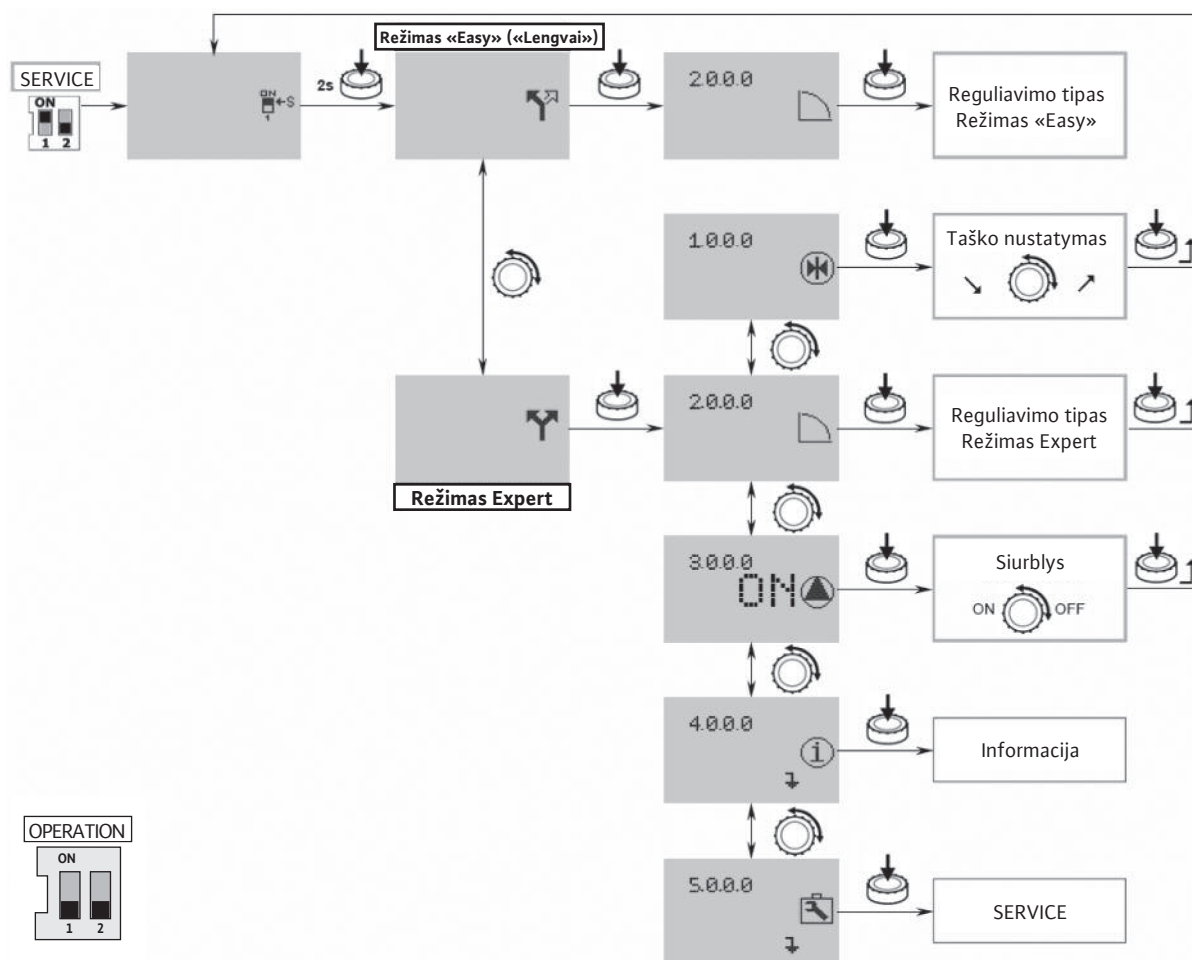 Režimas «Easy» («Lengvai»)
SERVICE
ON
1 2
ON
←S
1
2s
2.0.0.0
Reguliavimo tipas
Režimas «Easy»
1.0.0.0
Taško nustatymas
2.0.0.0
Reguliavimo tipas
Režimas Expert
Režimas Expert
3.0.0.0
ON
Siurblys
ON OFF
4.0.0.0
i
Informacija
OPERATION
ON
1 2
5.0.0.0
SERVICE